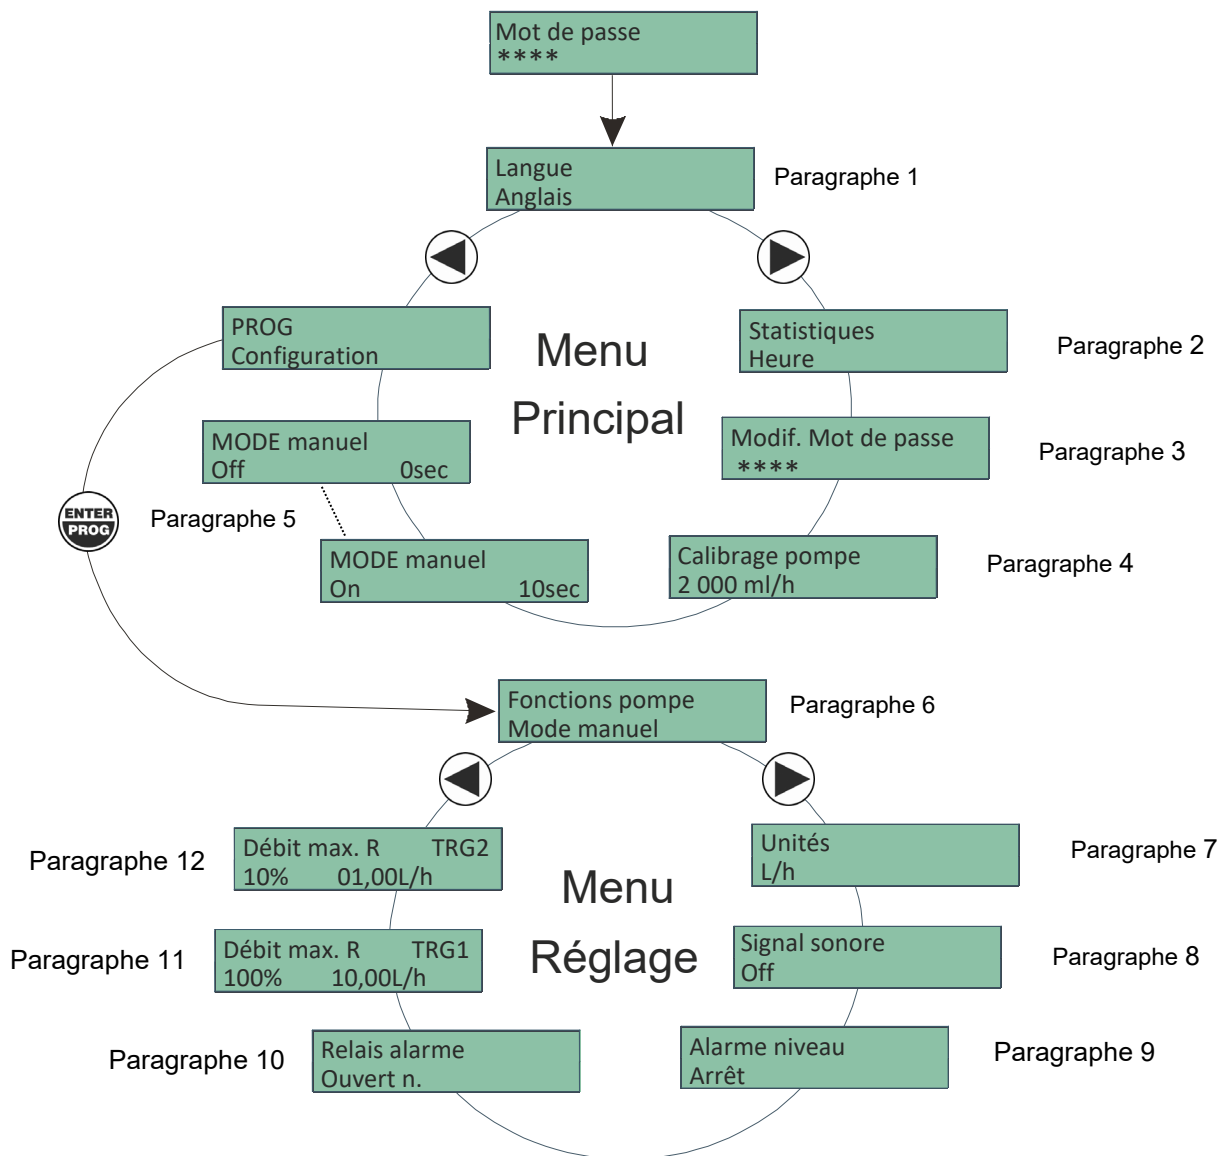 Mot de passe
****
Langue
Anglais
Paragraphe 1
PROG
Configuration
Menu
Principal
Statistiques
Heure
Paragraphe 2
MODE manuel
Off 0sec
Modif. Mot de passe
****
Paragraphe 3
ENTER
PROG
Paragraphe 5
MODE manuel
On 10sec
Calibrage pompe
2 000 ml/h
Paragraphe 4
Fonctions pompe
Mode manuel
Paragraphe 6
Paragraphe 12
Débit max. R TRG2
10% 01,00L/h
Menu
Réglage
Unités
L/h
Paragraphe 7
Paragraphe 11
Débit max. R TRG1
100% 10,00L/h
Signal sonore
Off
Paragraphe 8
Paragraphe 10
Relais alarme
Ouvert n.
Alarme niveau
Arrêt
Paragraphe 9